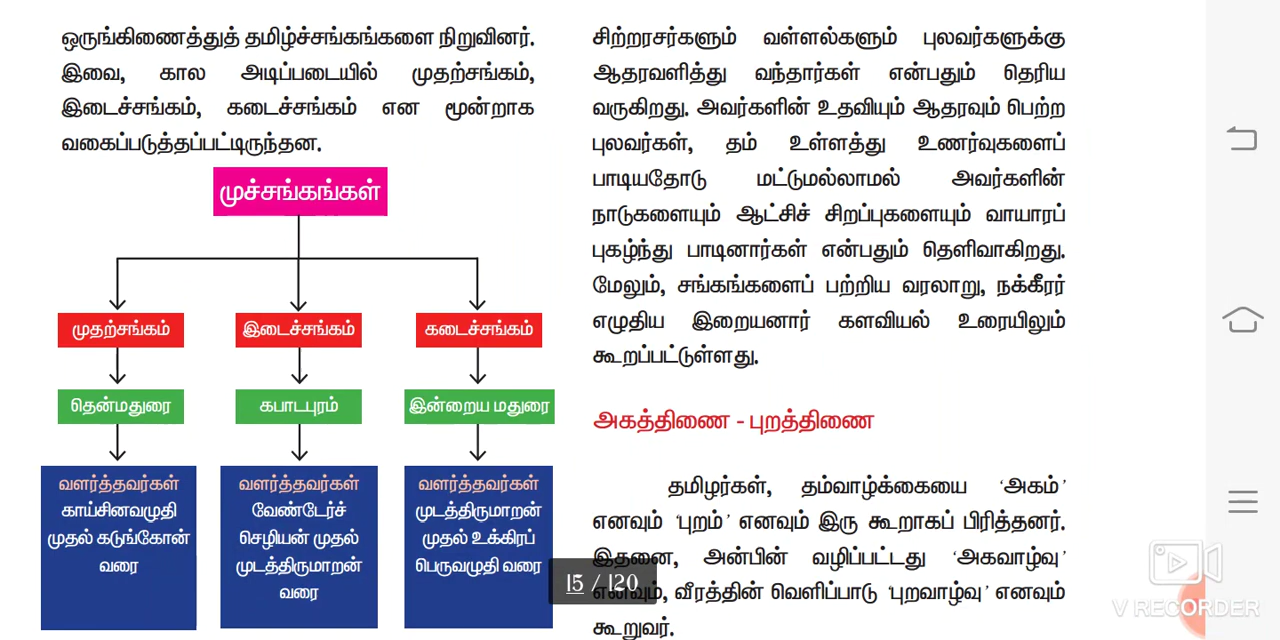 ஒருங்கிணைத்துத் தமிழ்ச்சங்கங்களை நிறுவினர்.
இவை, கால அடிப்படையில் முதற்சங்கம்,
இடைச்சங்கம், கடைச்சங்கம் என மூன்றாக
வகைப்படுத்தப்பட்டிருந்தன.
முச்சங்கங்கள்
முதற்சங்கம்
இடைச்சங்கம்
கடைச்சங்கம்
தென்மதுரை
கபாடபுரம்
இன்றைய மதுரை
வளர்த்தவர்கள்
காய்சினவழுதி
முதல் கடுங்கோன்
வரை
வளர்த்தவர்கள்
வேண்டேர்ச்
செழியன் முதல்
முடத்திருமாறன்
வரை
வளர்த்தவர்கள்
முடத்திருமாறன்
முதல் உக்கிரப்
பெருவழுதி வரை
சிற்றரசர்களும் வள்ளல்களும் புலவர்களுக்கு
ஆதரவளித்து வந்தார்கள் என்பதும் தெரிய
வருகிறது. அவர்களின் உதவியும் ஆதரவும் பெற்ற
புலவர்கள், தம் உள்ளத்து உணர்வுகளைப்
பாடியதோடு மட்டுமல்லாமல் அவர்களின்
நாடுகளையும் ஆட்சிச் சிறப்புகளையும் வாயாரப்
புகழ்ந்து பாடினார்கள் என்பதும் தெளிவாகிறது.
மேலும், சங்கங்களைப் பற்றிய வரலாறு, நக்கீரர்
எழுதிய இறையனார் களவியல் உரையிலும்
கூறப்பட்டுள்ளது.
அகத்திணை - புறத்திணை
தமிழர்கள், தம்வாழ்க்கையை ‘அகம்’
எனவும் ‘புறம்’ எனவும் இரு கூறாகப் பிரித்தனர்.
இதனை, அன்பின் வழிப்பட்டது ‘அகவாழ்வு’
எனவும், வீரத்தின் வெளிப்பாடு ‘புறவாழ்வு’ எனவும்
கூறுவர்.
15 / 120
V RECORDER